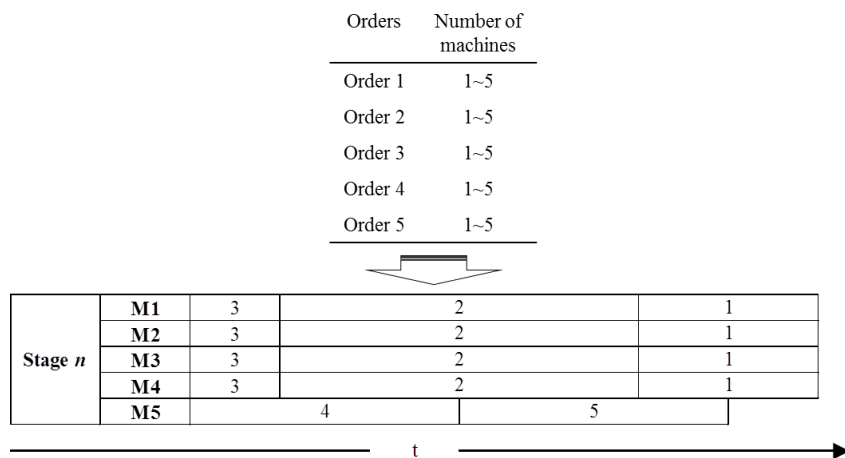 Orders Number of machines
Order 1 1~5
Order 2 1~5
Order 3 1~5
Order 4 1~5
Order 5 1~5
Stage n
M1 3 2 1
M2 3 2 1
M3 3 2 1
M4 3 2 1
M5 4 5
t